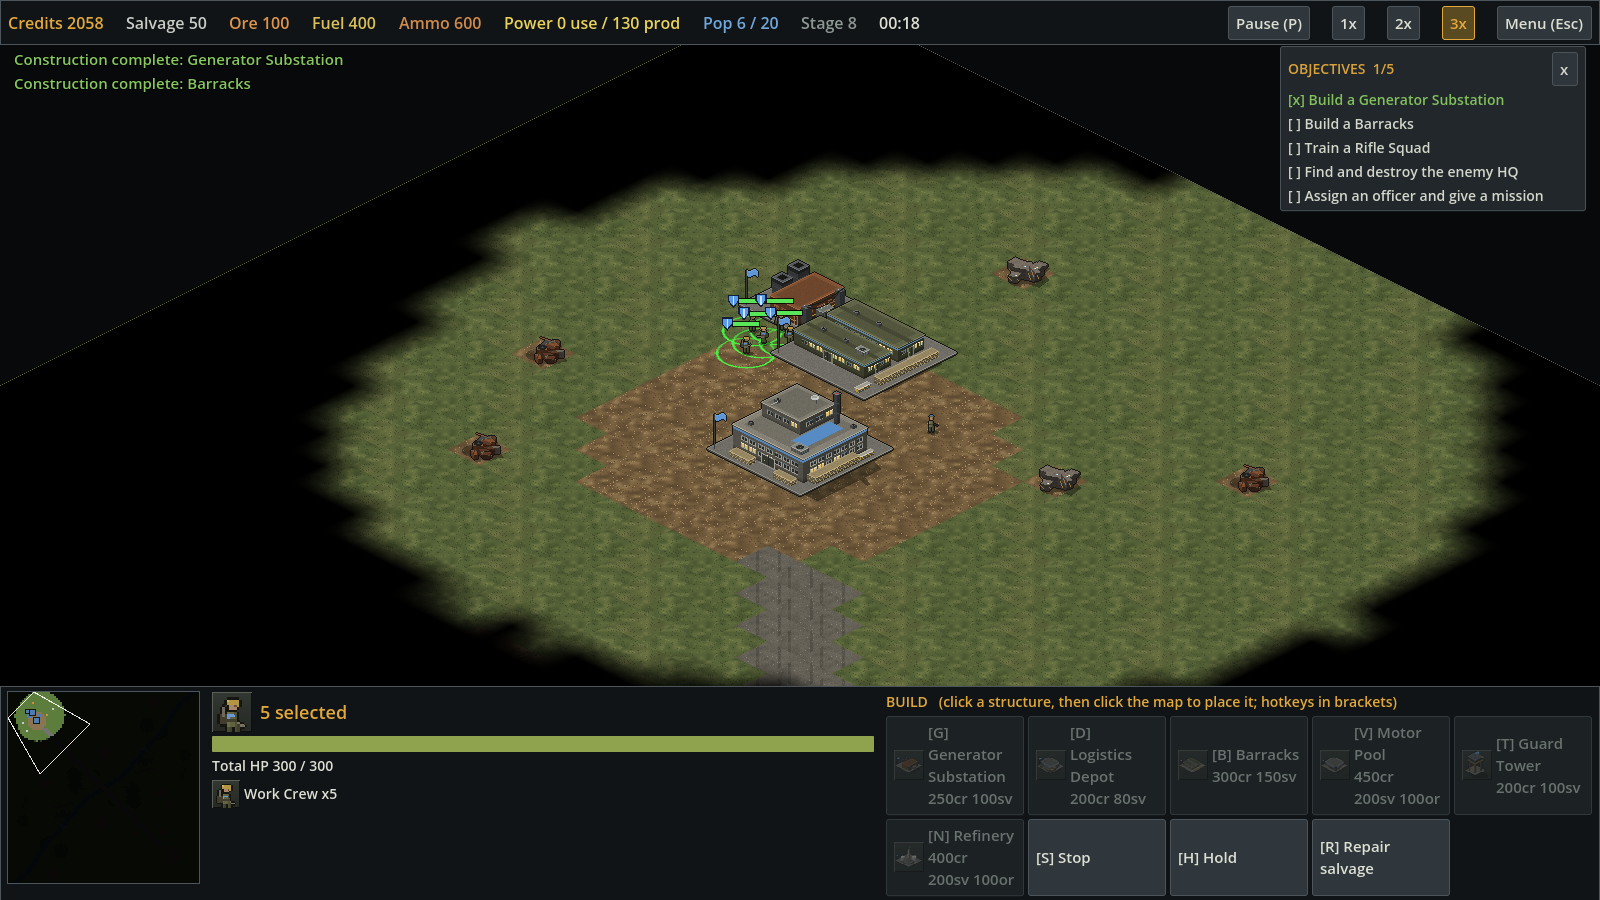 Credits 2058 Salvage 50 Ore 100 Fuel 400 Ammo 600 Power 0 use / 130 prod Pop 6 / 20 Stage 8 00:18 Pause (P) 1x 2x 3x Menu (Esc)
Construction complete: Generator Substation
Construction complete: Barracks
OBJECTIVES 1/5 x
[x] Build a Generator Substation
[ ] Build a Barracks
[ ] Train a Rifle Squad
[ ] Find and destroy the enemy HQ
[ ] Assign an officer and give a mission
5 selected
Total HP 300 / 300
Work Crew x5
BUILD (click a structure, then click the map to place it; hotkeys in brackets)
[G]
Generator
Substation
250cr 100sv
[D]
Logistics
Depot
200cr 80sv
[B] Barracks
300cr 150sv
[V] Motor
Pool
450cr
200sv 100or
[T] Guard
Tower
200cr 100sv
[N] Refinery
400cr
200sv 100or
[S] Stop
[H] Hold
[R] Repair
salvage